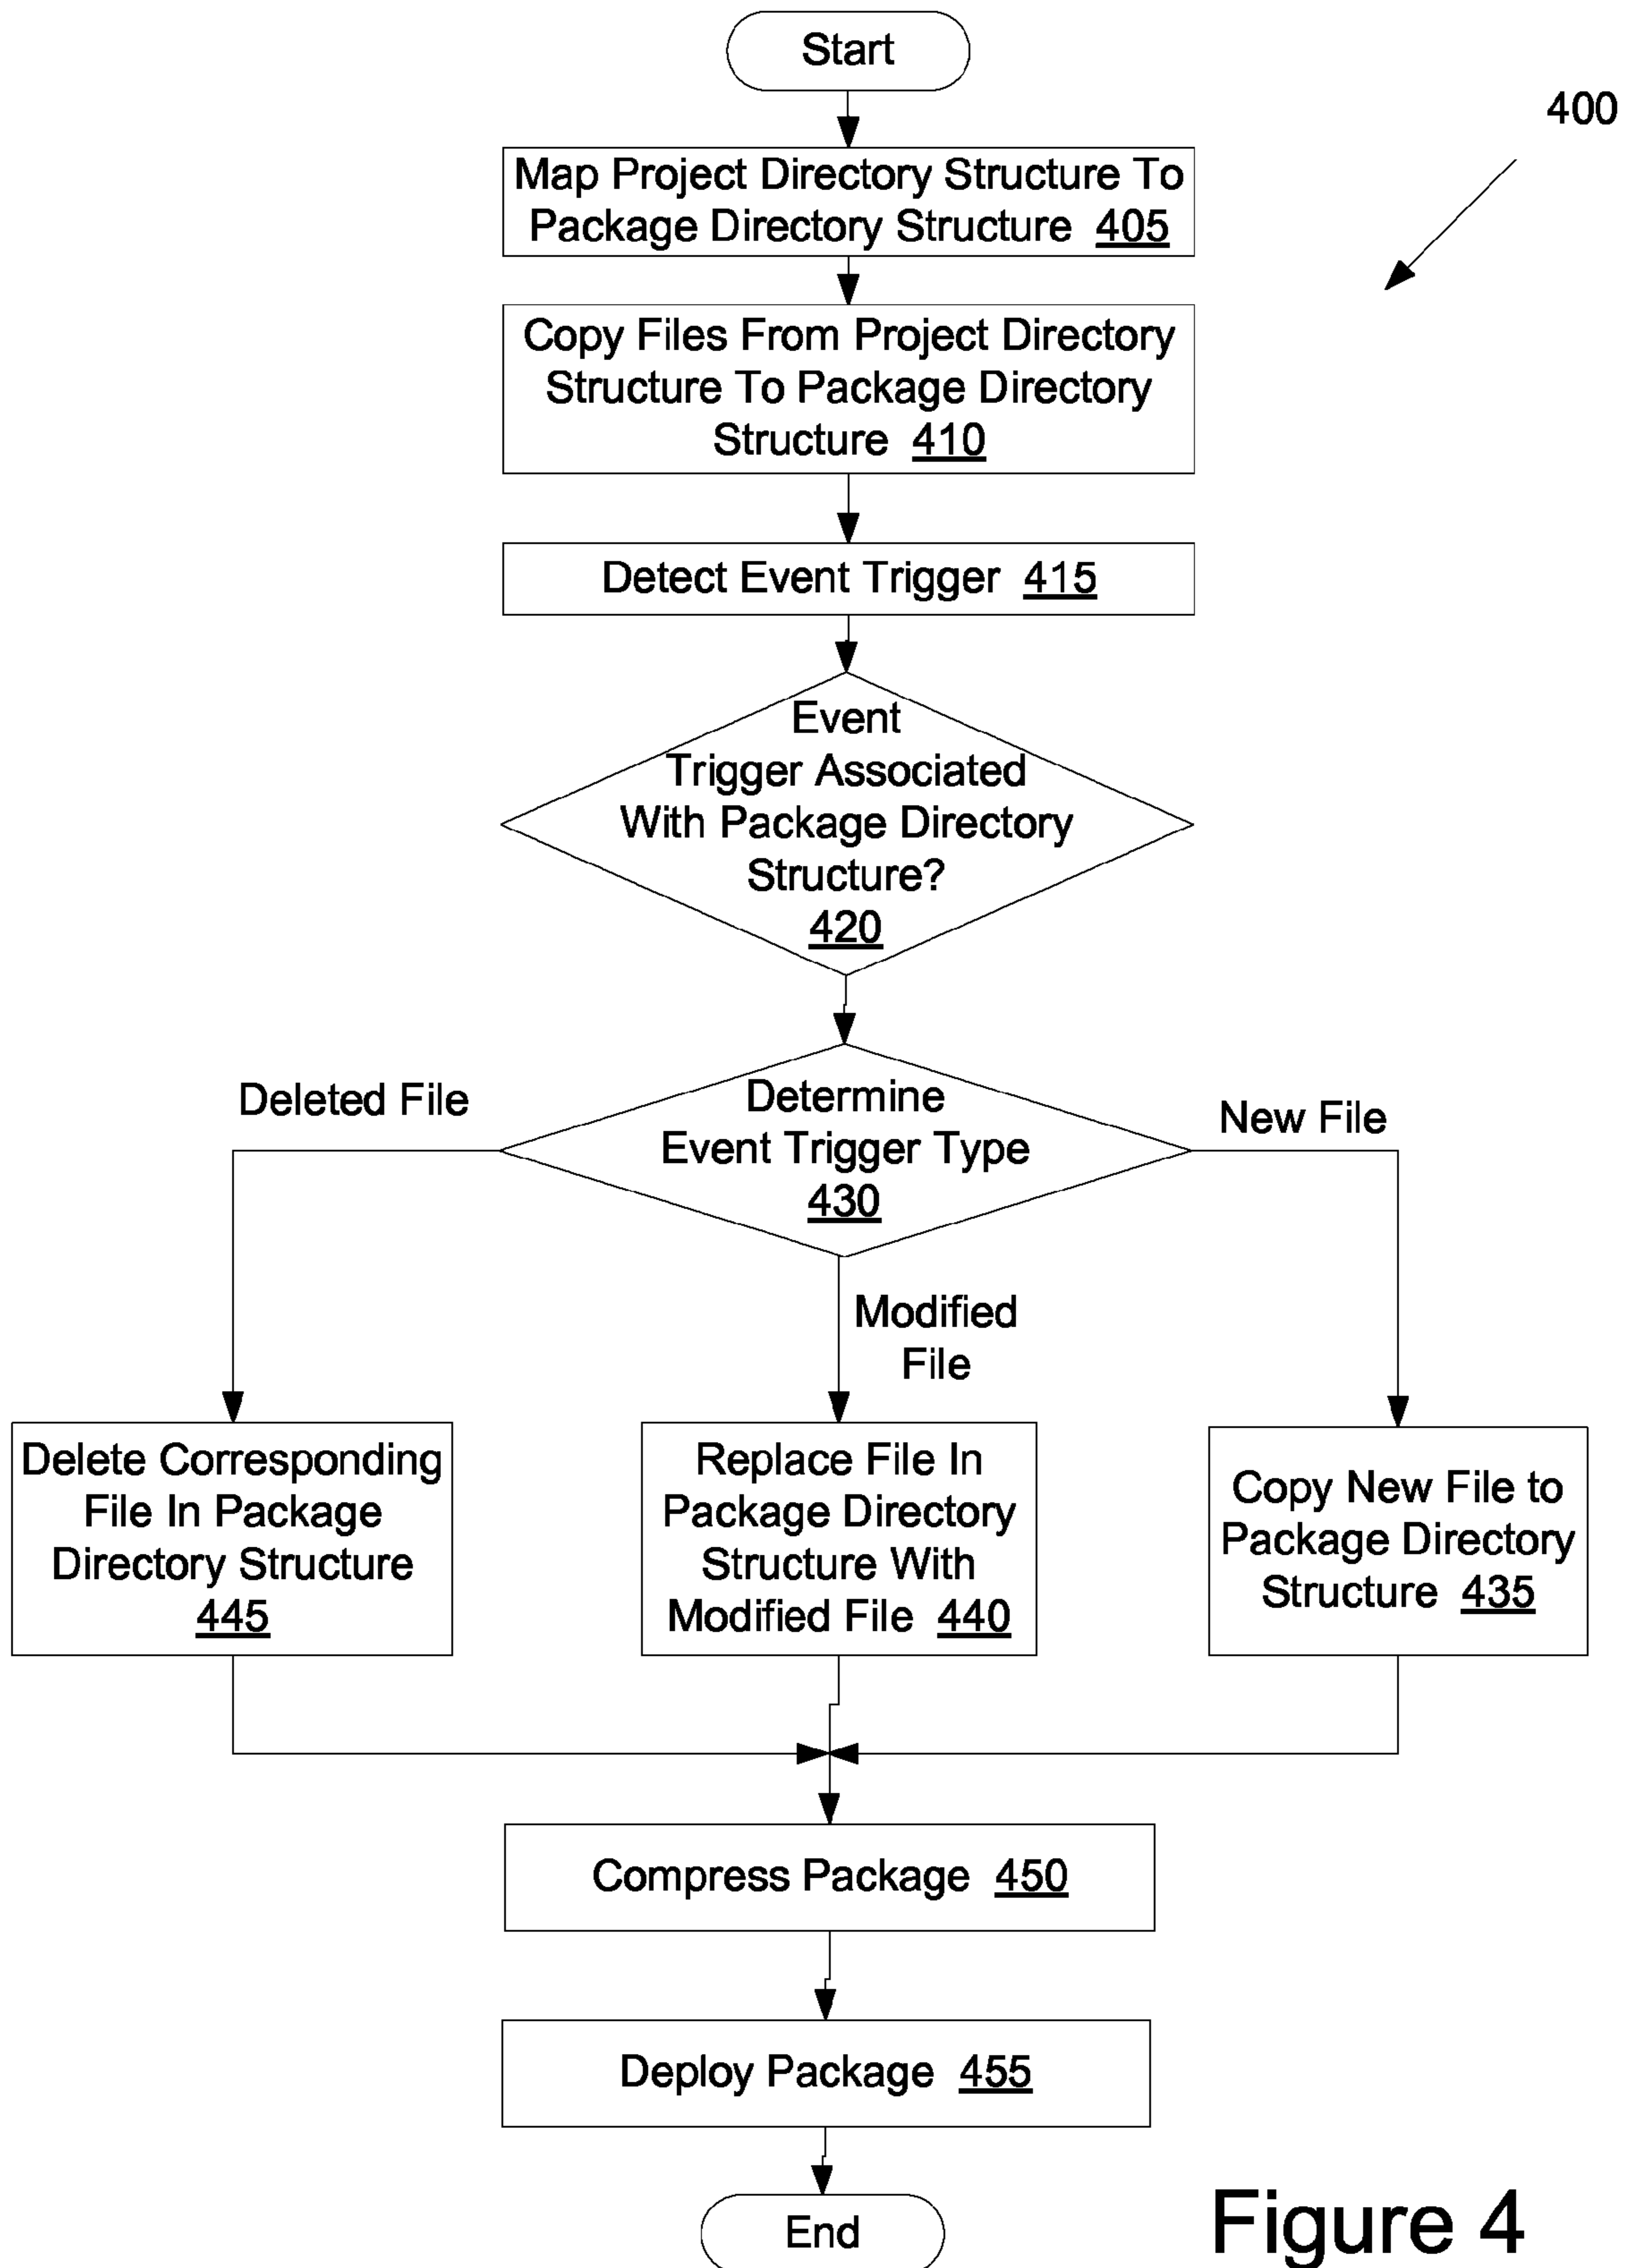 Start
400
Map Project Directory Structure To
Package Directory Structure 405
Copy Files From Project Directory
Structure To Package Directory
Structure 410
Detect Event Trigger 415
Event
Trigger Associated
With Package Directory
Structure?
420
Determine
Event Trigger Type
430
Deleted File
New File
Modified
File
Delete Corresponding
File In Package
Directory Structure
445
Replace File In
Package Directory
Structure With
Modified File 440
Copy New File to
Package Directory
Structure 435
Compress Package 450
Deploy Package 455
End
Figure 4